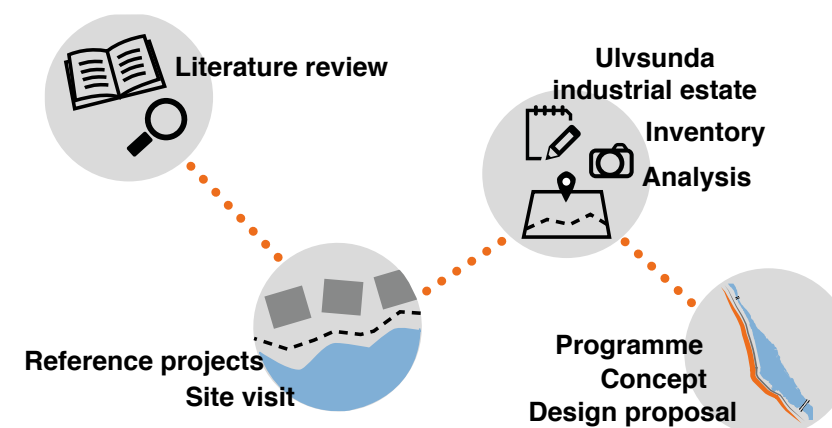 Literature review
Reference projects
Site visit
Ulvsunda
industrial estate
Inventory
Analysis
Programme
Concept
Design proposal